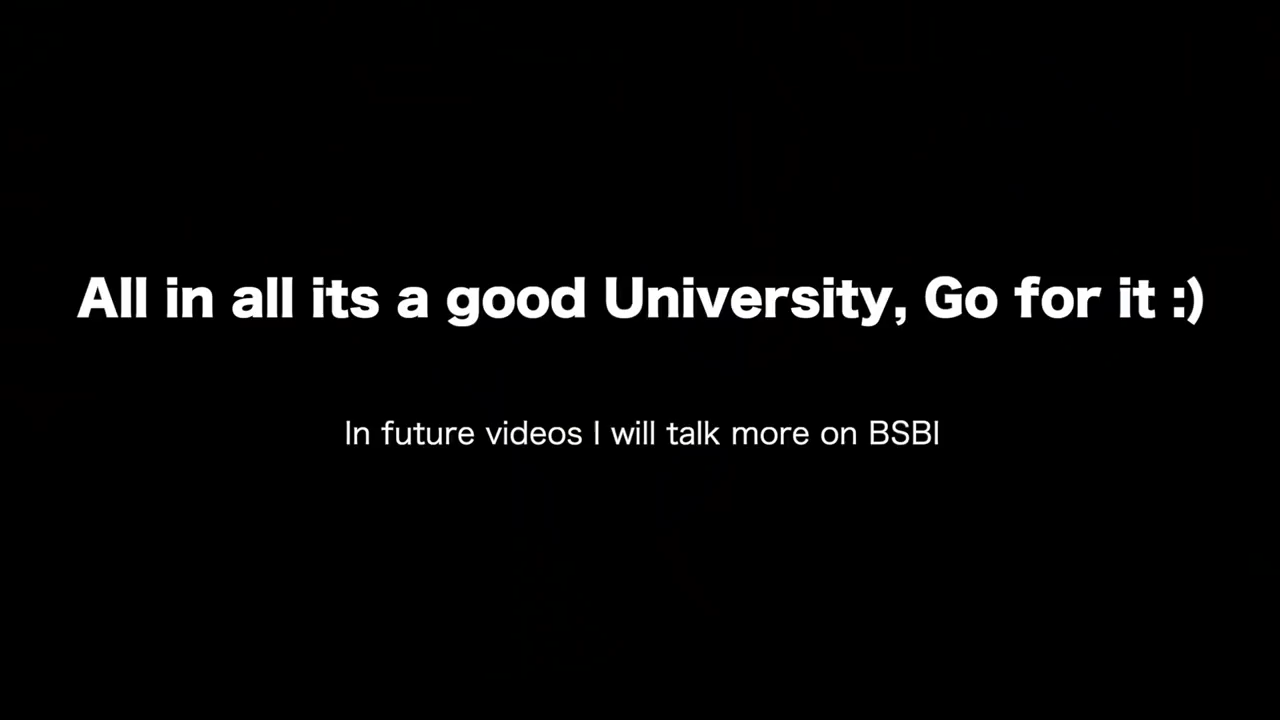 All in all its a good University, Go for it :)
In future videos I will talk more on BSBI